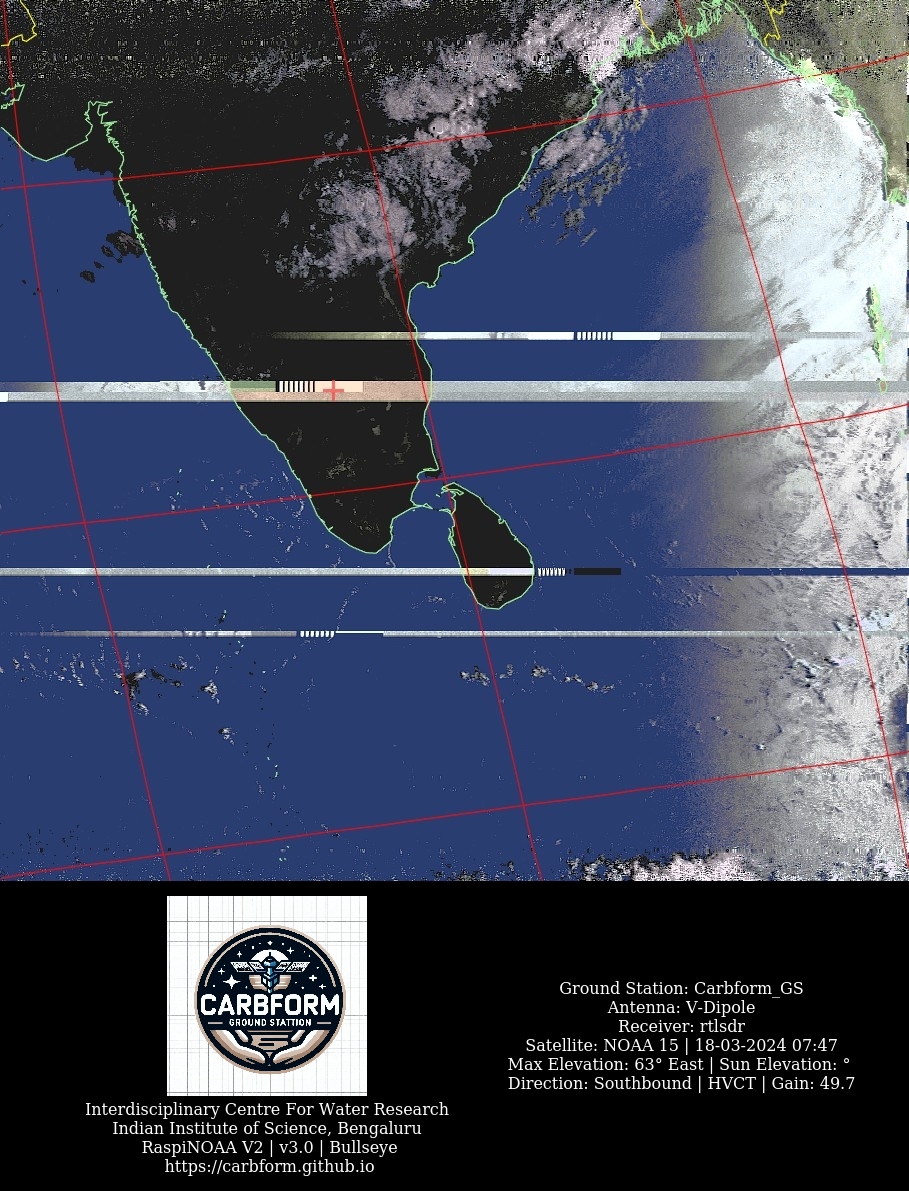 CARBFORM
GROUND STATTION
Interdisciplinary Centre For Water Research
Indian Institute of Science, Bengaluru
RaspiNOAA V2 | v3.0 | Bullseye
https://carbform.github.io
Ground Station: Carbform_GS
Antenna: V-Dipole
Receiver: rtlsdr
Satellite: NOAA 15 | 18-03-2024 07:47
Max Elevation: 63° East | Sun Elevation: °
Direction: Southbound | HVCT | Gain: 49.7